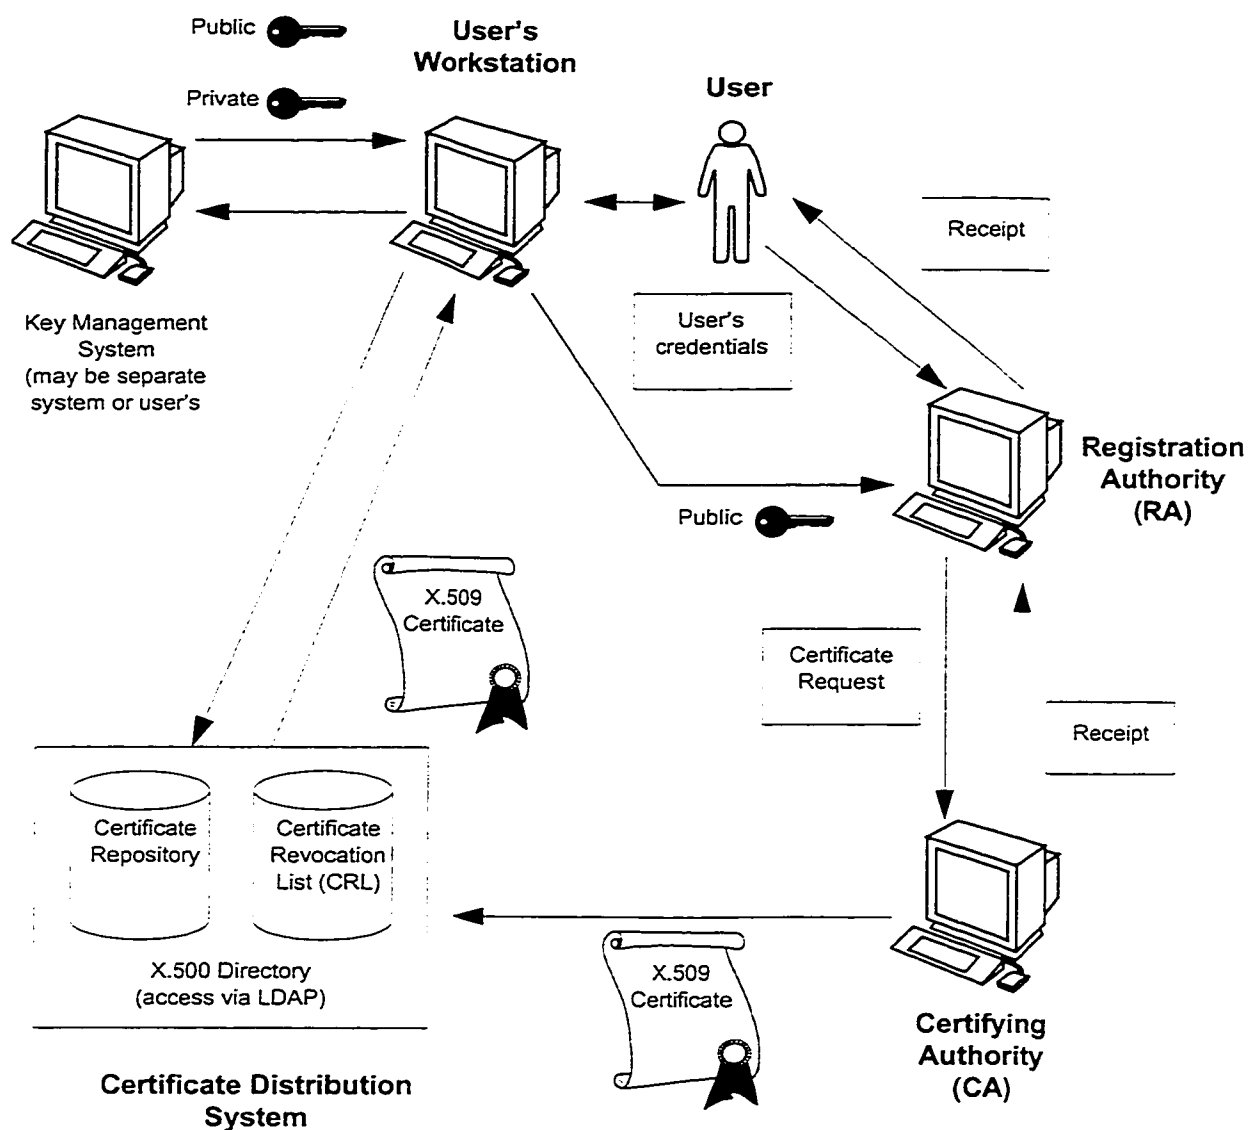 Public
User's
Workstation
Private
User
Receipt
Key Management
System
(may be separate
system or user's
User's
credentials
Registration
Authority
(RA)
Public
X.509
Certificate
Certificate
Request
Receipt
Certificate
Repository
Certificate
Revocation
List (CRL)
X.500 Directory
(access via LDAP)
X.509
Certificate
Certifying
Authority
(CA)
Certificate Distribution
System